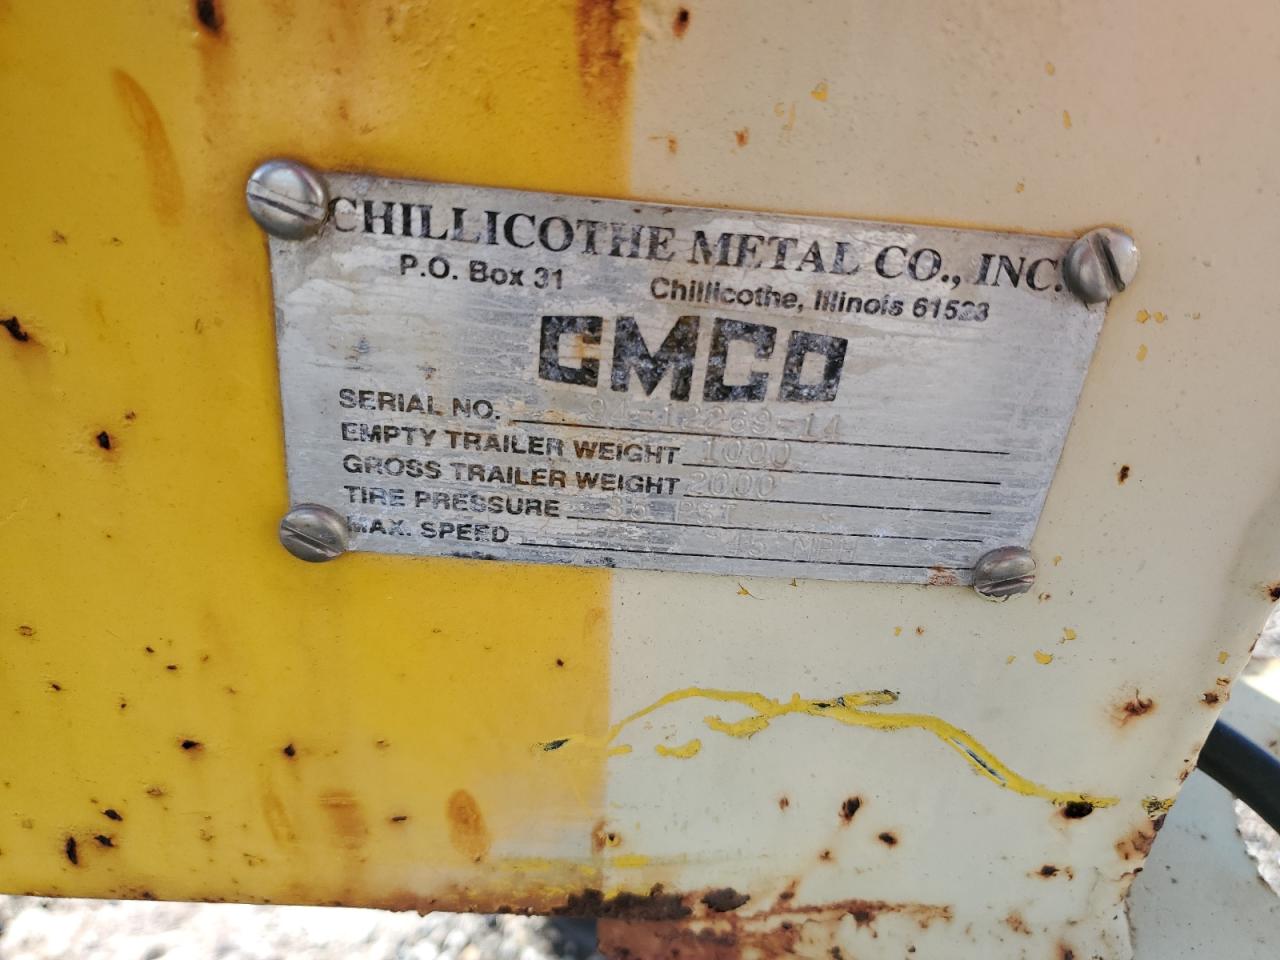 CHILLICOTHE METAL CO., INC.
P.O. Box 31 Chillicothe, Illinois 61523
CMCO
SERIAL NO. 94-12269-14
EMPTY TRAILER WEIGHT 1000
GROSS TRAILER WEIGHT 2000
TIRE PRESSURE 35 PSI
MAX. SPEED 45 MPH